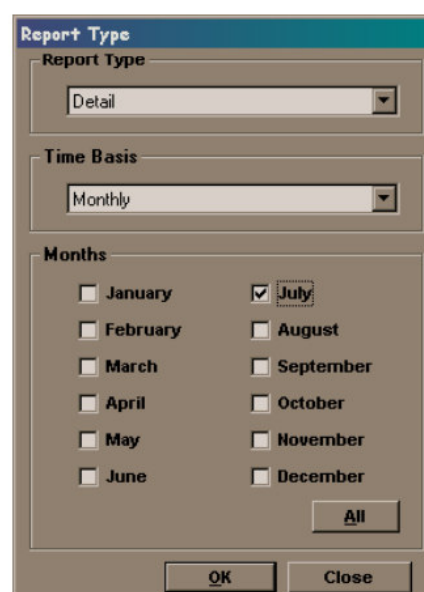 Report Type
Report Type
Detail
Time Basis
Monthly
Months
January
July
February
August
March
September
April
October
May
November
June
December
All
OK
Close